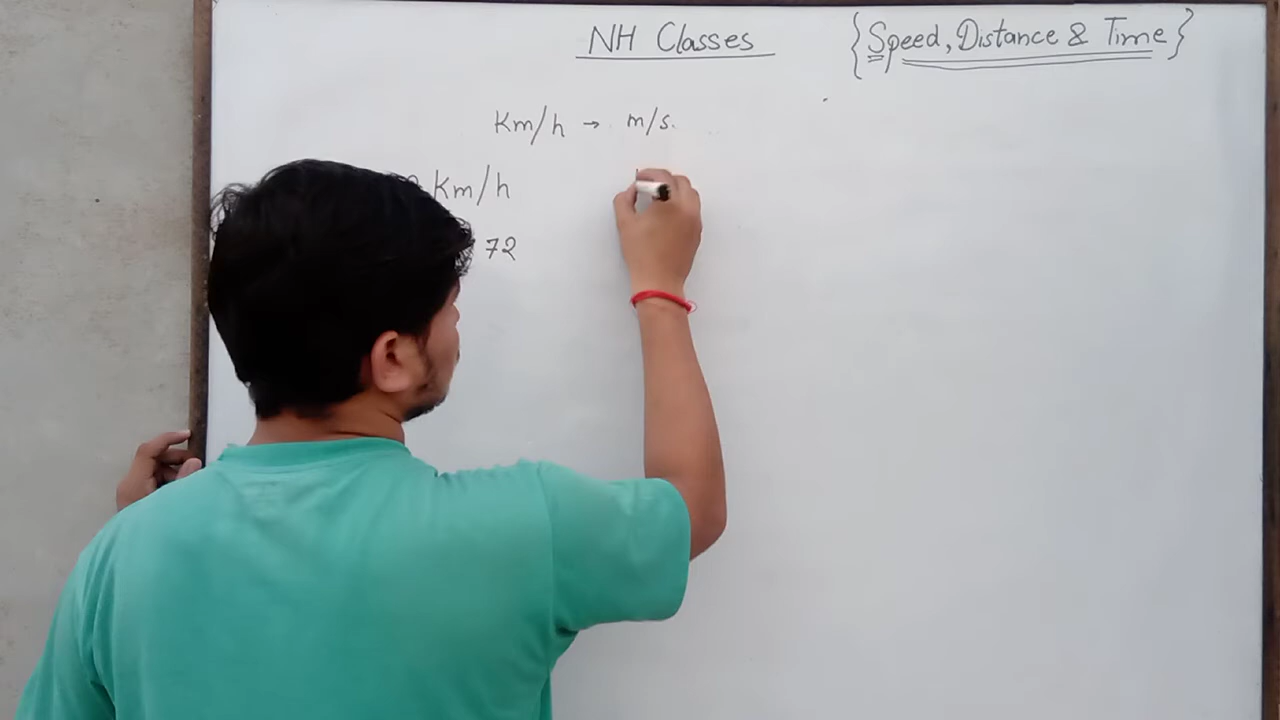 NH Classes {Speed, Distance & Time}
Km/h → m/s.
Km/h
72